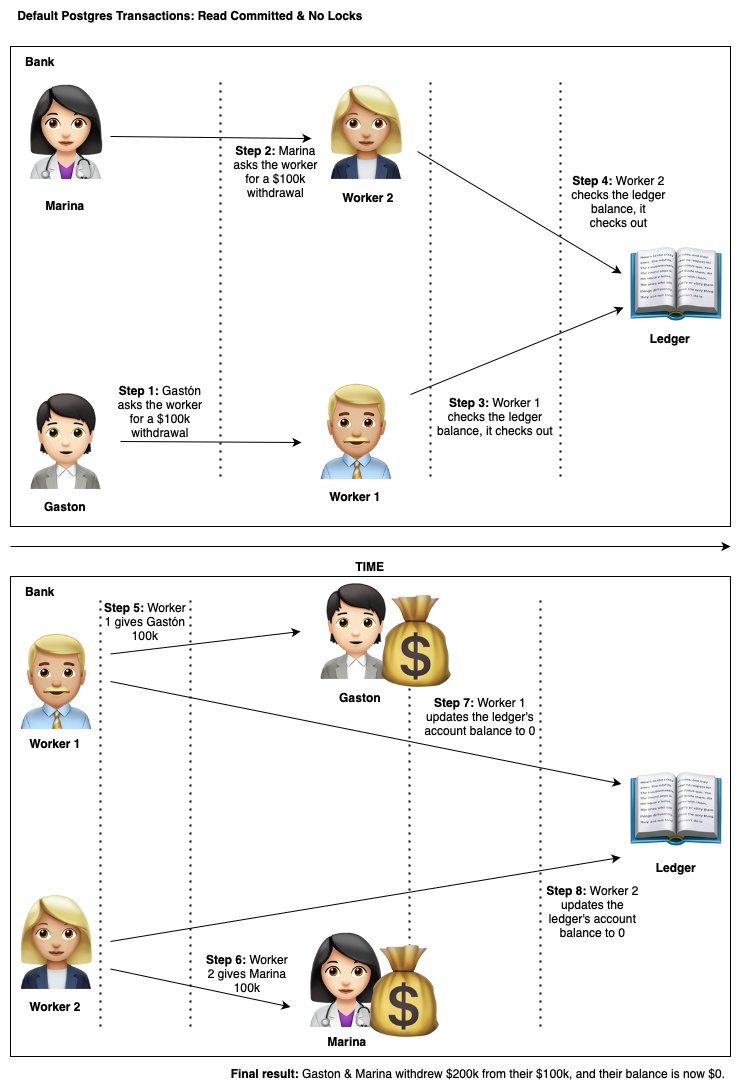 Default Postgres Transactions: Read Committed & No Locks
Bank
Step 2: Marina
asks the worker
for a $100k
withdrawal
Marina
Worker 2
Step 4: Worker 2
checks the ledger
balance, it
checks out
Ledger
Step 1: Gastón
asks the worker
for a $100k
withdrawal
Step 3: Worker 1
checks the ledger
balance, it checks out
Gaston
Worker 1
TIME
Bank
Step 5: Worker
1 gives Gastón
100k
$
Gaston
Worker 1
Step 7: Worker 1
updates the ledger's
account balance to 0
Ledger
Step 8: Worker 2
updates the
ledger's account
balance to 0
Step 6: Worker
2 gives Marina
100k
$
Worker 2
Marina
Final result: Gaston & Marina withdrew $200k from their $100k, and their balance is now $0.